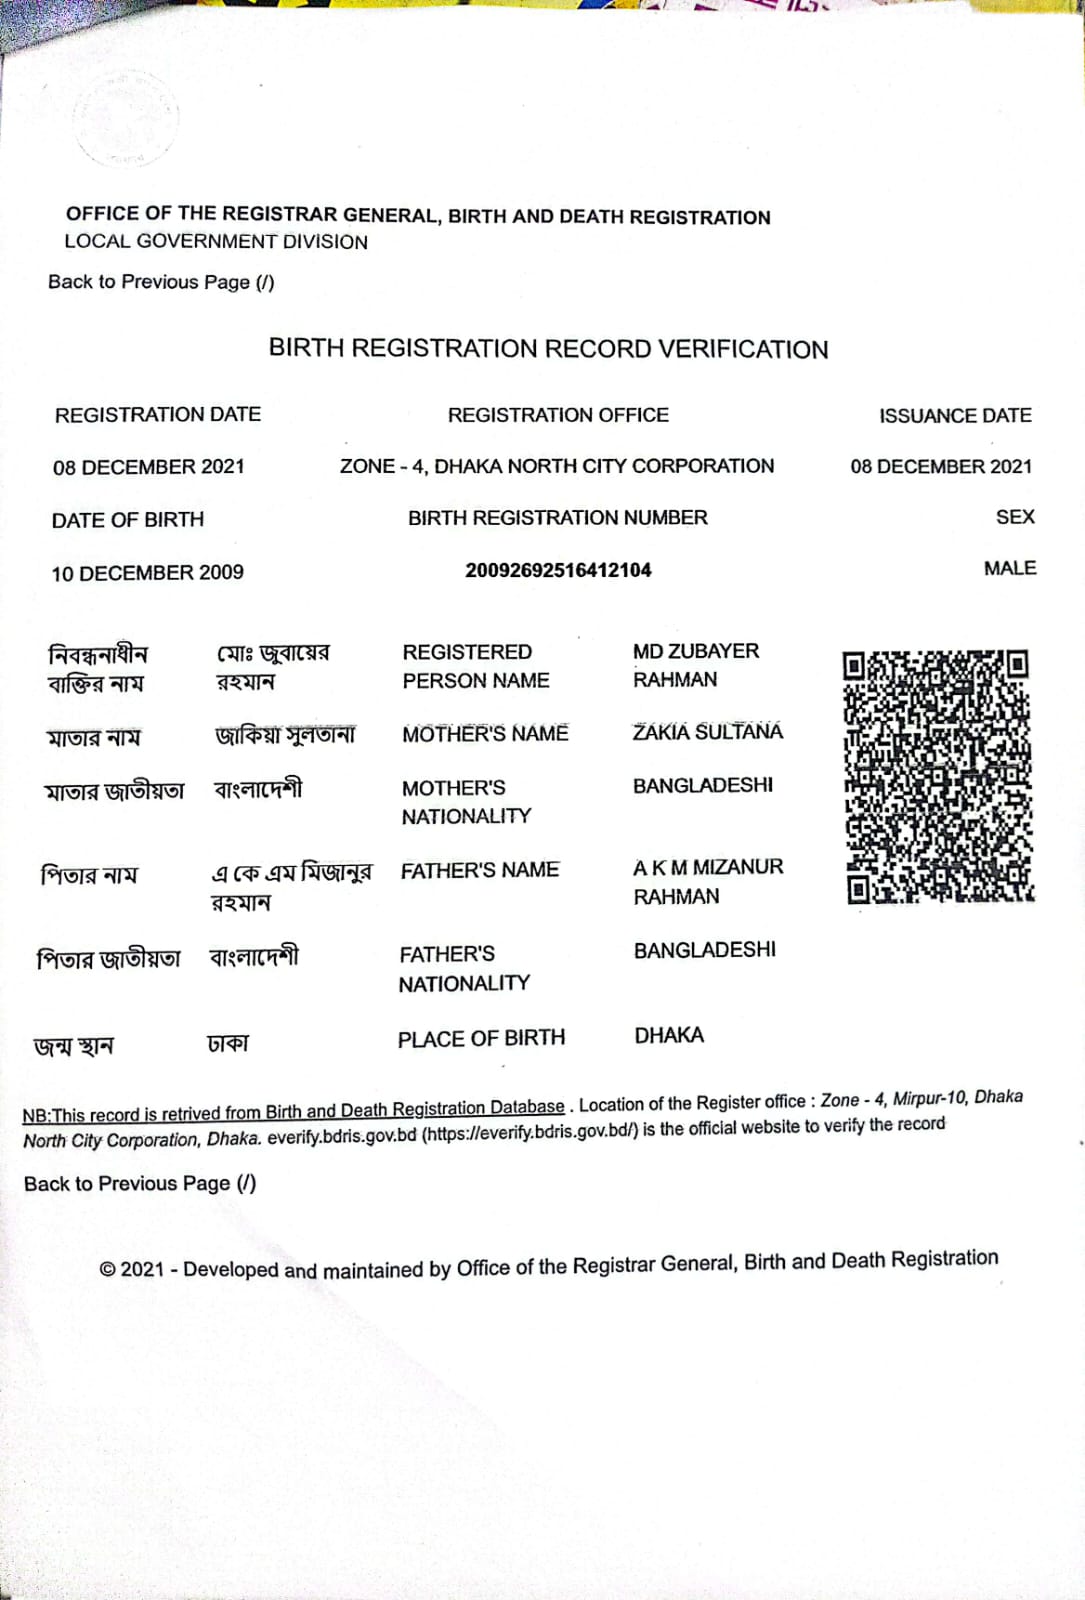 OFFICE OF THE REGISTRAR GENERAL, BIRTH AND DEATH REGISTRATION
LOCAL GOVERNMENT DIVISION
Back to Previous Page (/)
BIRTH REGISTRATION RECORD VERIFICATION
REGISTRATION DATE REGISTRATION OFFICE ISSUANCE DATE
08 DECEMBER 2021 ZONE - 4, DHAKA NORTH CITY CORPORATION 08 DECEMBER 2021
DATE OF BIRTH BIRTH REGISTRATION NUMBER SEX
10 DECEMBER 2009 20092692516412104 MALE
নিবন্ধনাধীন মোঃ জুবায়ের REGISTERED MD ZUBAYER
ব্যক্তির নাম রহমান PERSON NAME RAHMAN
মাতার নাম জাকিয়া সুলতানা MOTHER'S NAME ZAKIA SULTANA
মাতার জাতীয়তা বাংলাদেশী MOTHER'S BANGLADESHI
NATIONALITY
পিতার নাম এ কে এম মিজানুর FATHER'S NAME A K M MIZANUR
রহমান RAHMAN
পিতার জাতীয়তা বাংলাদেশী FATHER'S BANGLADESHI
NATIONALITY
জন্ম স্থান ঢাকা PLACE OF BIRTH DHAKA
NB:This record is retrived from Birth and Death Registration Database . Location of the Register office : Zone - 4, Mirpur-10, Dhaka
North City Corporation, Dhaka. everify.bdris.gov.bd (https://everify.bdris.gov.bd/) is the official website to verify the record
Back to Previous Page (/)
© 2021 - Developed and maintained by Office of the Registrar General, Birth and Death Registration